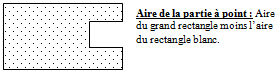 Aire de la partie à point : Aire
du grand rectangle moins l'aire
du rectangle blanc.